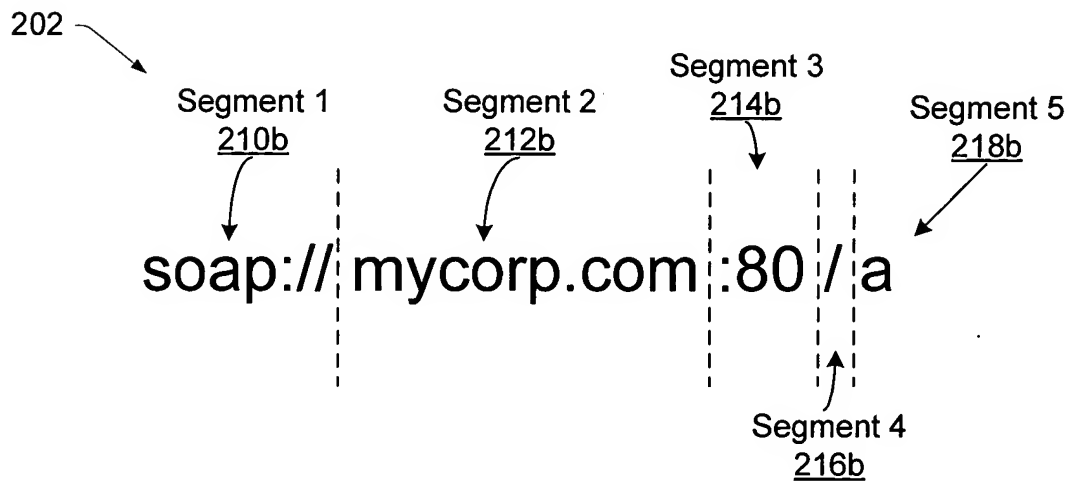 202
Segment 1
210b
Segment 2
212b
Segment 3
214b
Segment 5
218b
soap:// mycorp.com :80 / a
Segment 4
216b